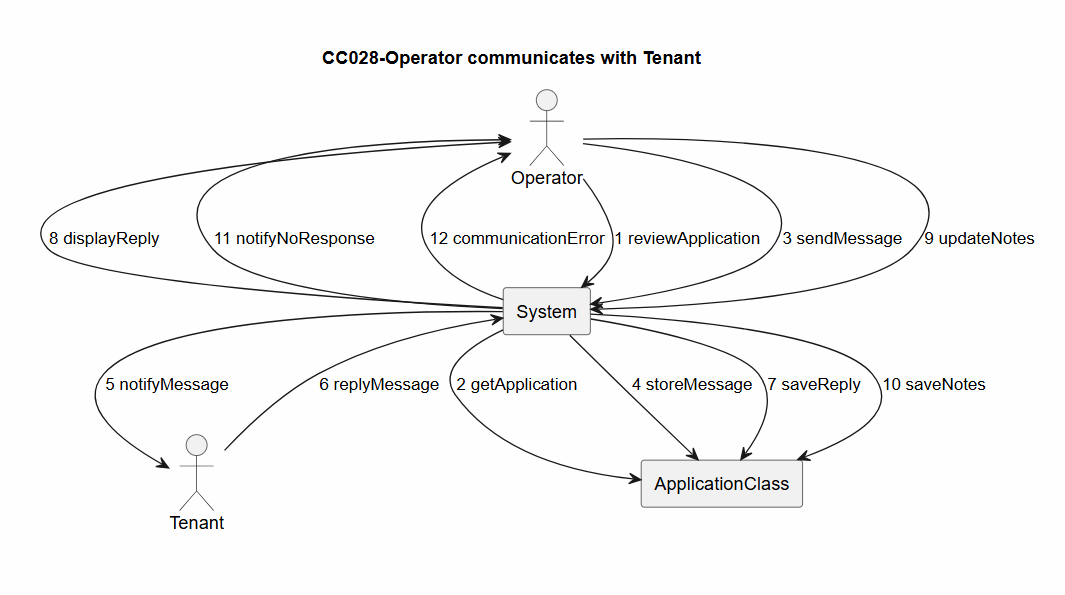 CC028-Operator communicates with Tenant
Operator
8 displayReply
11 notifyNoResponse
12 communicationError
1 reviewApplication
3 sendMessage
9 updateNotes
System
5 notifyMessage
6 replyMessage
2 getApplication
4 storeMessage
7 saveReply
10 saveNotes
ApplicationClass
Tenant